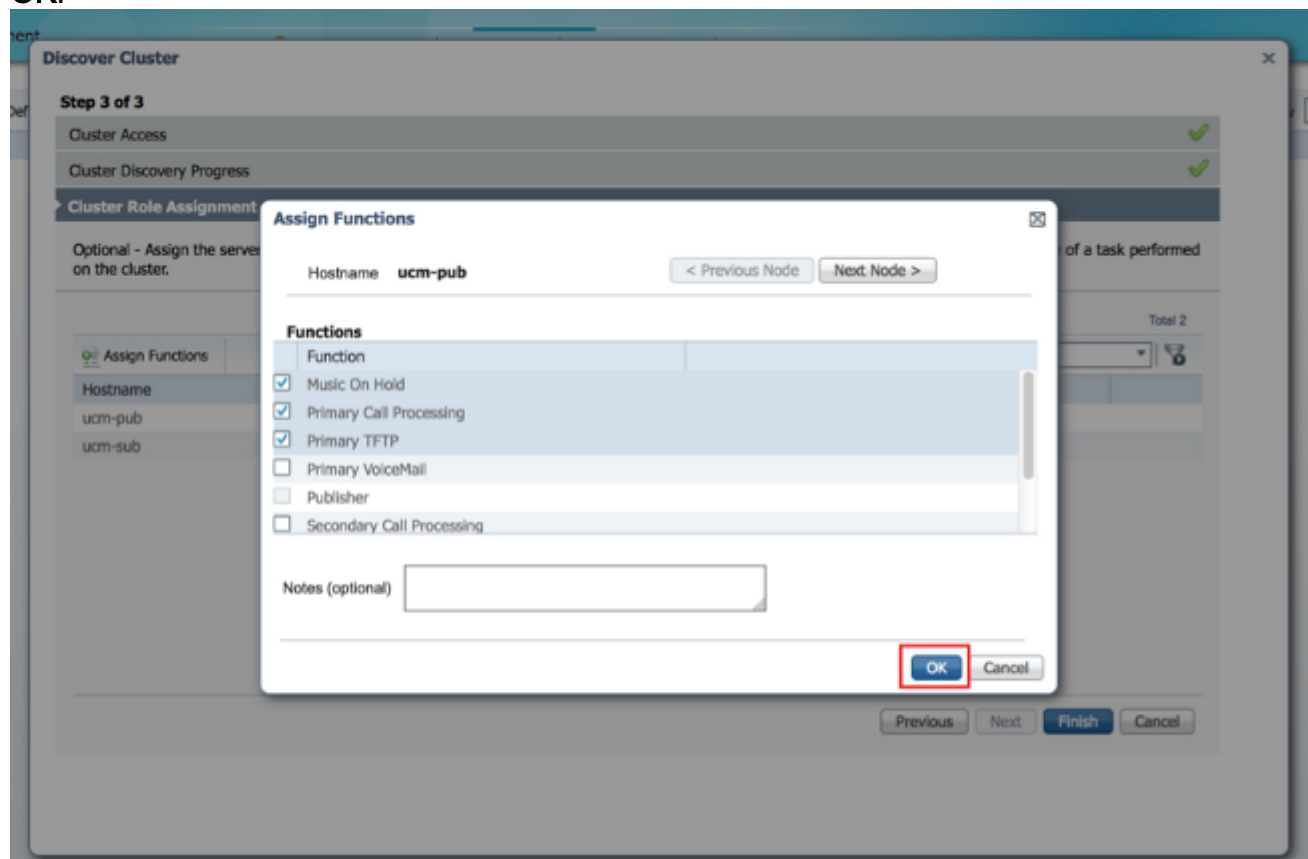 Discover Cluster
Step 3 of 3
Cluster Access
Cluster Discovery Progress
Cluster Role Assignment
Optional - Assign the server
of a task performed
on the cluster.
Total 2
Assign Functions
Hostname
ucm-pub
ucm-sub
Assign Functions
Hostname ucm-pub < Previous Node Next Node >
Functions
Function
Music On Hold
Primary Call Processing
Primary TFTP
Primary VoiceMail
Publisher
Secondary Call Processing
Notes (optional)
OK Cancel
Previous Next Finish Cancel